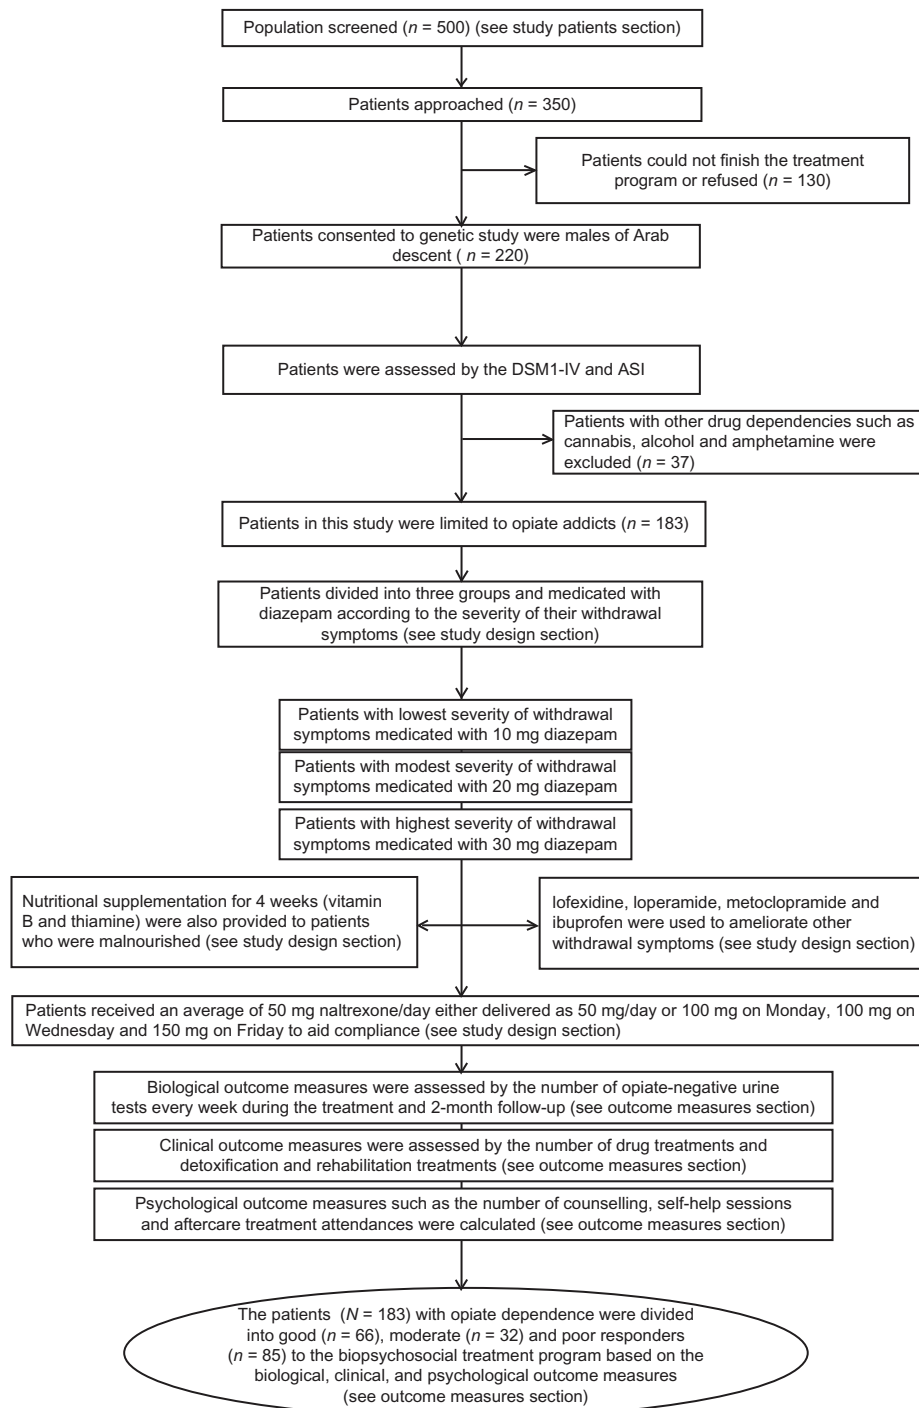 Population screened (n = 500) (see study patients section)
Patients approached (n = 350)
Patients could not finish the treatment
program or refused (n = 130)
Patients consented to genetic study were males of Arab
descent ( n = 220)
Patients were assessed by the DSM1-IV and ASI
Patients with other drug dependencies such as
cannabis, alcohol and amphetamine were
excluded (n = 37)
Patients in this study were limited to opiate addicts (n = 183)
Patients divided into three groups and medicated with
diazepam according to the severity of their withdrawal
symptoms (see study design section)
Patients with lowest severity of withdrawal
symptoms medicated with 10 mg diazepam
Patients with modest severity of withdrawal
symptoms medicated with 20 mg diazepam
Patients with highest severity of withdrawal
symptoms medicated with 30 mg diazepam
Nutritional supplementation for 4 weeks (vitamin
B and thiamine) were also provided to patients
who were malnourished (see study design section)
lofexidine, loperamide, metoclopramide and
ibuprofen were used to ameliorate other
withdrawal symptoms (see study design section)
Patients received an average of 50 mg naltrexone/day either delivered as 50 mg/day or 100 mg on Monday, 100 mg on
Wednesday and 150 mg on Friday to aid compliance (see study design section)
Biological outcome measures were assessed by the number of opiate-negative urine
tests every week during the treatment and 2-month follow-up (see outcome measures section)
Clinical outcome measures were assessed by the number of drug treatments and
detoxification and rehabilitation treatments (see outcome measures section)
Psychological outcome measures such as the number of counselling, self-help sessions
and aftercare treatment attendances were calculated (see outcome measures section)
The patients (N = 183) with opiate dependence were divided
into good (n = 66), moderate (n = 32) and poor responders
(n = 85) to the biopsychosocial treatment program based on the
biological, clinical, and psychological outcome measures
(see outcome measures section)